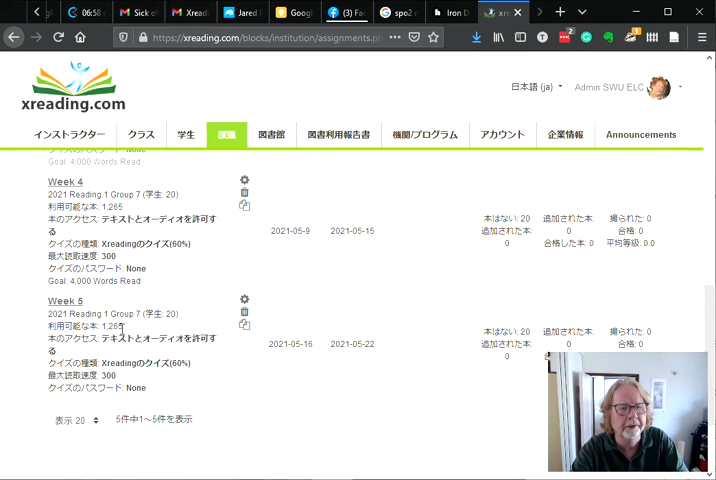 06:58
Sick of
Xreadi
Jared
Googl
(3) Fac
spo2 r
Iron D
xre
https://xreading.com/blocks/institution/assignments.p
xreading.com
日本語 (ja)
Admin SWU ELC
インストラクター
クラス
学生
課題
図書館
図書利用報告書
機関/プログラム
アカウント
企業情報
Announcements
Goal: 4,000 Words Read
Week 4
2021 Reading 1 Group 7 (学生: 20)
利用可能な本: 1,265
本のアクセス: テキストとオーディオを許可す
る
クイズの種類: Xreadingのクイズ(60%)
最大読取速度: 300
クイズのパスワード: None
Goal: 4,000 Words Read
2021-05-9
2021-05-15
本はない: 20
追加された本:
0
追加された本:
0
合格した本: 0
撮られた: 0
合格: 0
平均等級: 0 0
Week 5
2021 Reading 1 Group 7 (学生: 20)
利用可能な本: 1,265
本のアクセス: テキストとオーディオを許可す
る
クイズの種類: Xreadingのクイズ(60%)
最大読取速度: 300
クイズのパスワード: None
2021-05-16
2021-05-22
本はない: 20
追加された本:
0
追加された本:
0
撮られた: 0
合格: 0
表示 20
5件中1～5件を表示